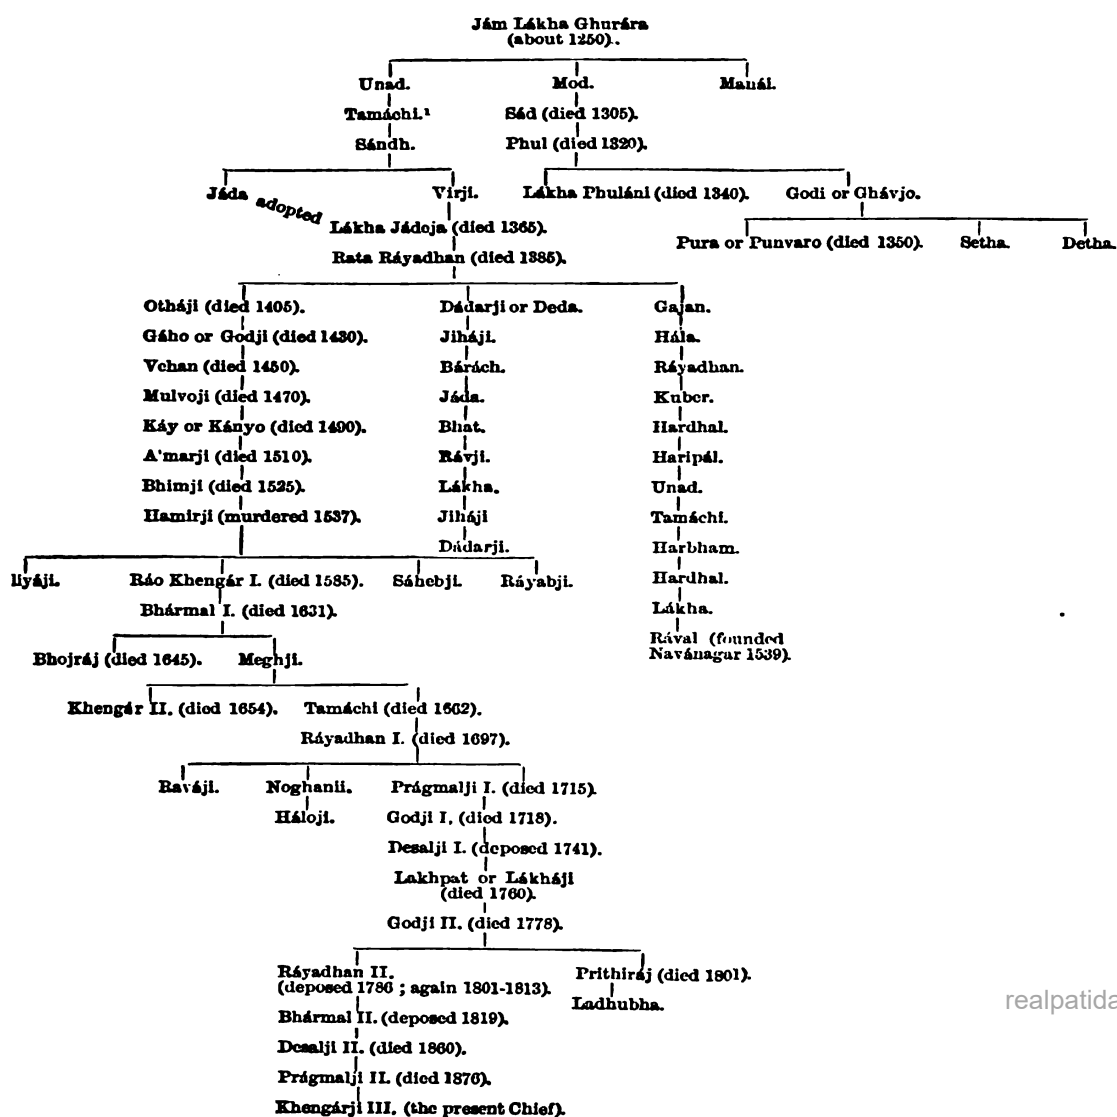 Jám Lákha Ghurára
(about 1250).
Unad. Mod. Manái.
Tamáchi.¹ Sád (died 1305).
Sándh. Phul (died 1320).
Jáda adopted Virji. Lákha Phuláni (died 1340). Godi or Ghávjo.
Lákha Jádeja (died 1365). Pura or Punvaro (died 1350). Setha. Detha.
Rata Ráyadhan (died 1385).
Otháji (died 1405). Dádarji or Deda. Gajan.
Gáho or Godji (died 1430). Jiháji. Hála.
Vehan (died 1450). Bárách. Ráyadhan.
Mulvoji (died 1470). Jáda. Kuber.
Káy or Kányo (died 1490). Bhat. Hardhal.
A'marji (died 1510). Rávji. Haripál.
Bhimji (died 1525). Lákha. Unad.
Hamirji (murdered 1537). Jiháji Tamáchi.
Dádarji. Harbham.
liyáji. Ráo Khengár I. (died 1585). Sáhebji. Ráyabji. Hardhal.
Bhármal I. (died 1631). Lákha.
Rával (founded
Bhojráj (died 1645). Meghji. Navánagar 1539).
Khengár II. (died 1654). Tamáchi (died 1662).
Ráyadhan I. (died 1697).
Raváji. Noghanii. Prágmalji I. (died 1715).
Háloji. Godji I. (died 1718).
Desalji I. (deposed 1741).
Lakhpat or Lákháji
(died 1760).
Godji II. (died 1778).
Ráyadhan II. Prithiráj (died 1801).
(deposed 1786 ; again 1801-1813).
Ladhubha.
Bhármal II. (deposed 1819).
Desalji II. (died 1860).
Prágmalji II. (died 1876).
Khengárji III. (the present Chief).
realpatida